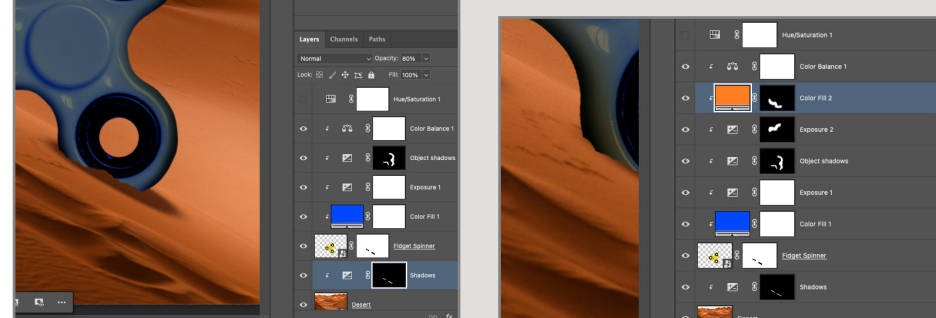 Layers Channels Paths
Normal Opacity: 80%
Lock: Fill: 100%
Hue/Saturation 1
Color Balance 1
Object shadows
Exposure 1
Color Fill 1
Fidget Spinner
Shadows
Desert
fx
Hue/Saturation 1
Color Balance 1
Color Fill 2
Exposure 2
Object shadows
Exposure 1
Color Fill 1
Fidget Spinner
Shadows
Desert